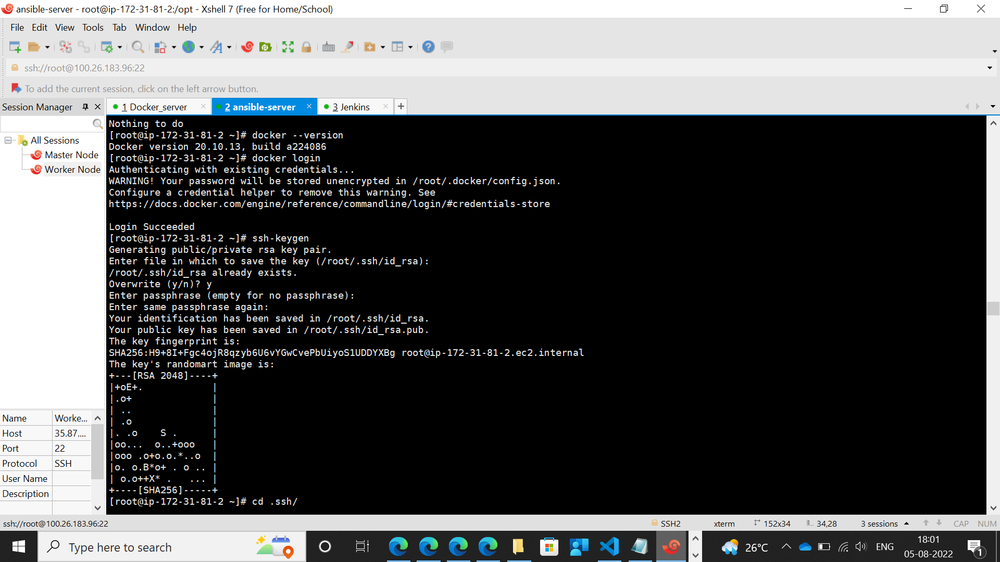 ansible-server - root@ip-172-31-81-2:/opt - Xshell 7 (Free for Home/School)
File Edit View Tools Tab Window Help
ssh://root@100.26.183.96:22
To add the current session, click on the left arrow button.
Session Manager
1 Docker_server
2 ansible-server
3 Jenkins
All Sessions
Master Node
Worker Node
Nothing to do
[root@ip-172-31-81-2 ~]# docker --version
Docker version 20.10.13, build a224086
[root@ip-172-31-81-2 ~]# docker login
Authenticating with existing credentials...
WARNING! Your password will be stored unencrypted in /root/.docker/config.json.
Configure a credential helper to remove this warning. See
https://docs.docker.com/engine/reference/commandline/login/#credentials-store
Login Succeeded
[root@ip-172-31-81-2 ~]# ssh-keygen
Generating public/private rsa key pair.
Enter file in which to save the key (/root/.ssh/id_rsa):
/root/.ssh/id_rsa already exists.
Overwrite (y/n)? y
Enter passphrase (empty for no passphrase):
Enter same passphrase again:
Your identification has been saved in /root/.ssh/id_rsa.
Your public key has been saved in /root/.ssh/id_rsa.pub.
The key fingerprint is:
SHA256:H9+8I+Fgc4ojR8qzyb6U6vYGwCvePbUiyoS1UDDYXBg root@ip-172-31-81-2.ec2.internal
The key's randomart image is:
+---[RSA 2048]----+
|+oE+.            |
|.o+              |
| ..              |
| .o              |
|. .o    S .      |
|oo...  o..+ooo   |
|ooo .o+o.o.*..o  |
|o. o.B*o+ . o .. |
| o.o++X* .   ... |
+----[SHA256]-----+
[root@ip-172-31-81-2 ~]# cd .ssh/
Name Worke...
Host 35.87....
Port 22
Protocol SSH
User Name
Description
ssh://root@100.26.183.96:22
SSH2
xterm
152x34
34,28
3 sessions
CAP NUM
Type here to search
26°C
ENG
18:01
05-08-2022
1